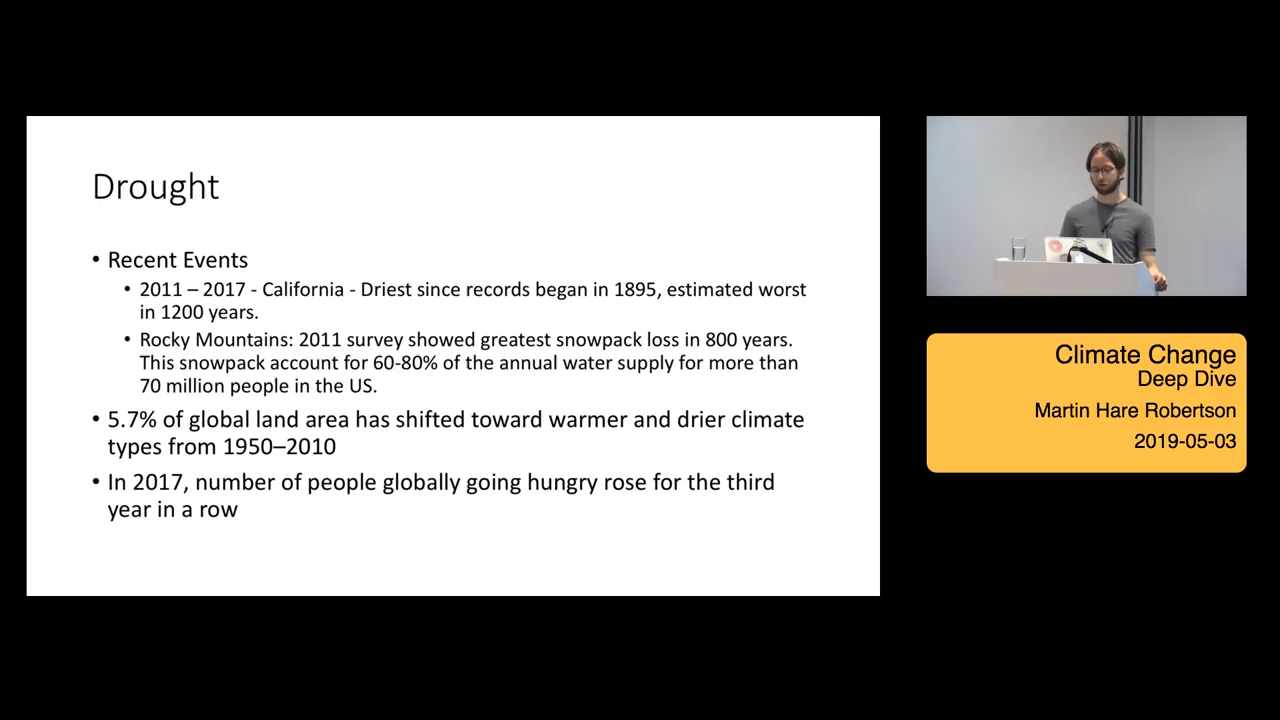 Drought
• Recent Events
• 2011 – 2017 - California - Driest since records began in 1895, estimated worst
in 1200 years.
• Rocky Mountains: 2011 survey showed greatest snowpack loss in 800 years.
This snowpack account for 60-80% of the annual water supply for more than
70 million people in the US.
• 5.7% of global land area has shifted toward warmer and drier climate
types from 1950–2010
• In 2017, number of people globally going hungry rose for the third
year in a row
Climate Change
Deep Dive
Martin Hare Robertson
2019-05-03